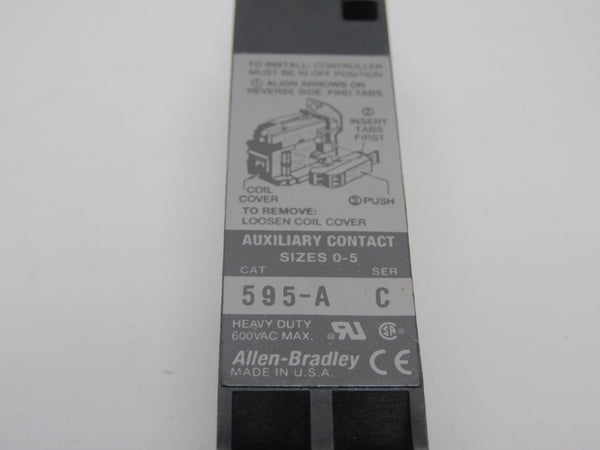 TO INSTALL: CONTROLLER
MUST BE IN OFF POSITION
① ALIGN ARROWS ON
REVERSE SIDE. FIND TABS
②
INSERT
TABS
FIRST
COIL
COVER
③ PUSH
TO REMOVE:
LOOSEN COIL COVER
AUXILIARY CONTACT
SIZES 0-5
CAT SER
595-A C
HEAVY DUTY
600VAC MAX.
Allen-Bradley
MADE IN U.S.A.
CE